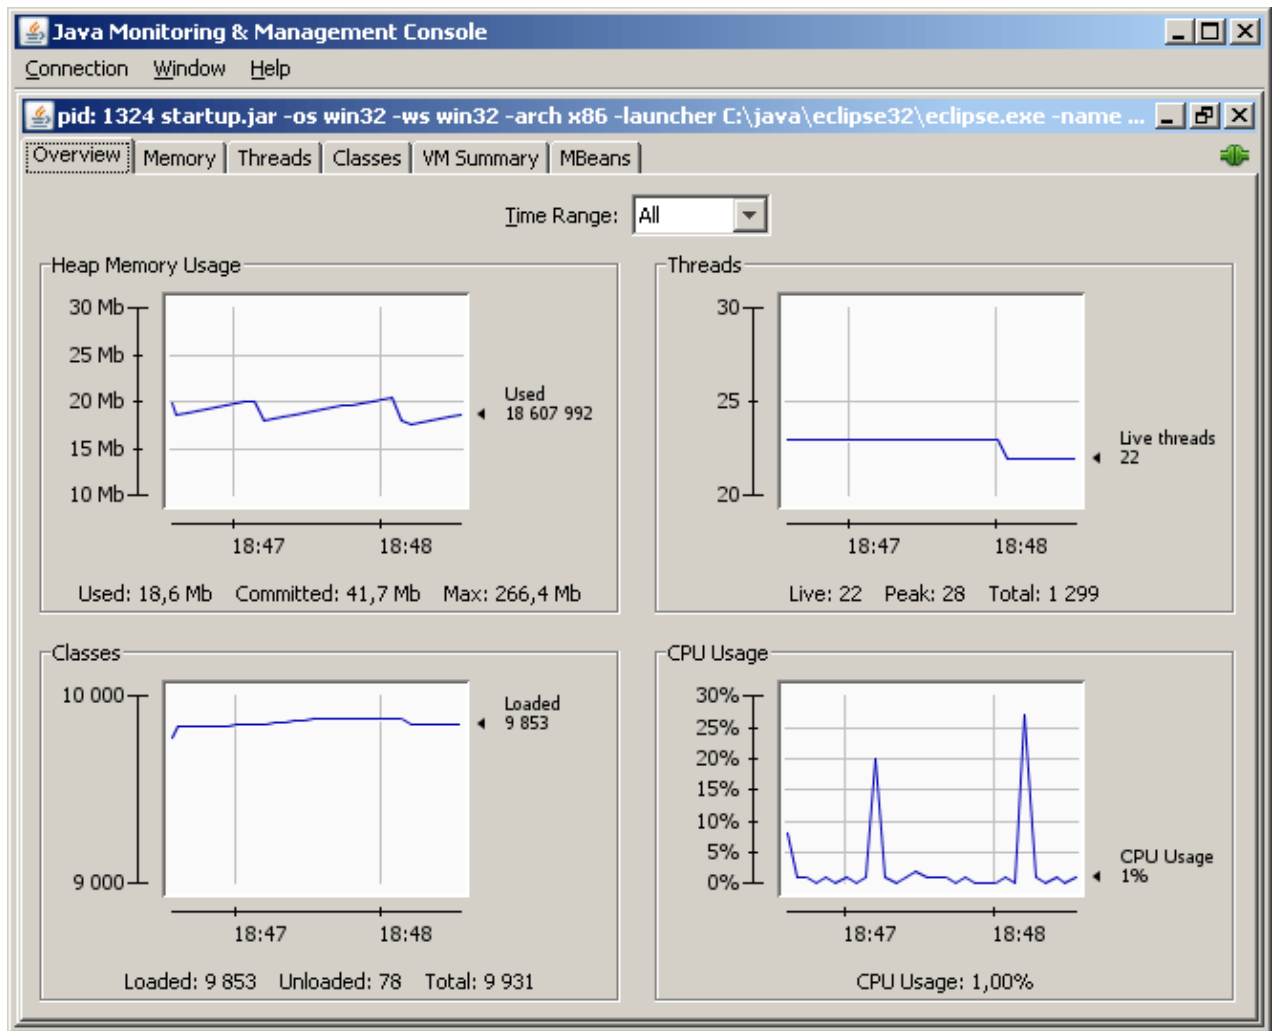 Java Monitoring & Management Console
Connection Window Help
pid: 1324 startup.jar -os win32 -ws win32 -arch x86 -launcher C:\java\eclipse32\eclipse.exe -name ...
Overview Memory Threads Classes VM Summary MBeans
Time Range: All
Heap Memory Usage
30 Mb
25 Mb
20 Mb
15 Mb
10 Mb
Used
18 607 992
18:47 18:48
Used: 18,6 Mb Committed: 41,7 Mb Max: 266,4 Mb
Threads
30
25
20
Live threads
22
18:47 18:48
Live: 22 Peak: 28 Total: 1 299
Classes
10 000
9 000
Loaded
9 853
18:47 18:48
Loaded: 9 853 Unloaded: 78 Total: 9 931
CPU Usage
30%
25%
20%
15%
10%
5%
0%
CPU Usage
1%
18:47 18:48
CPU Usage: 1,00%